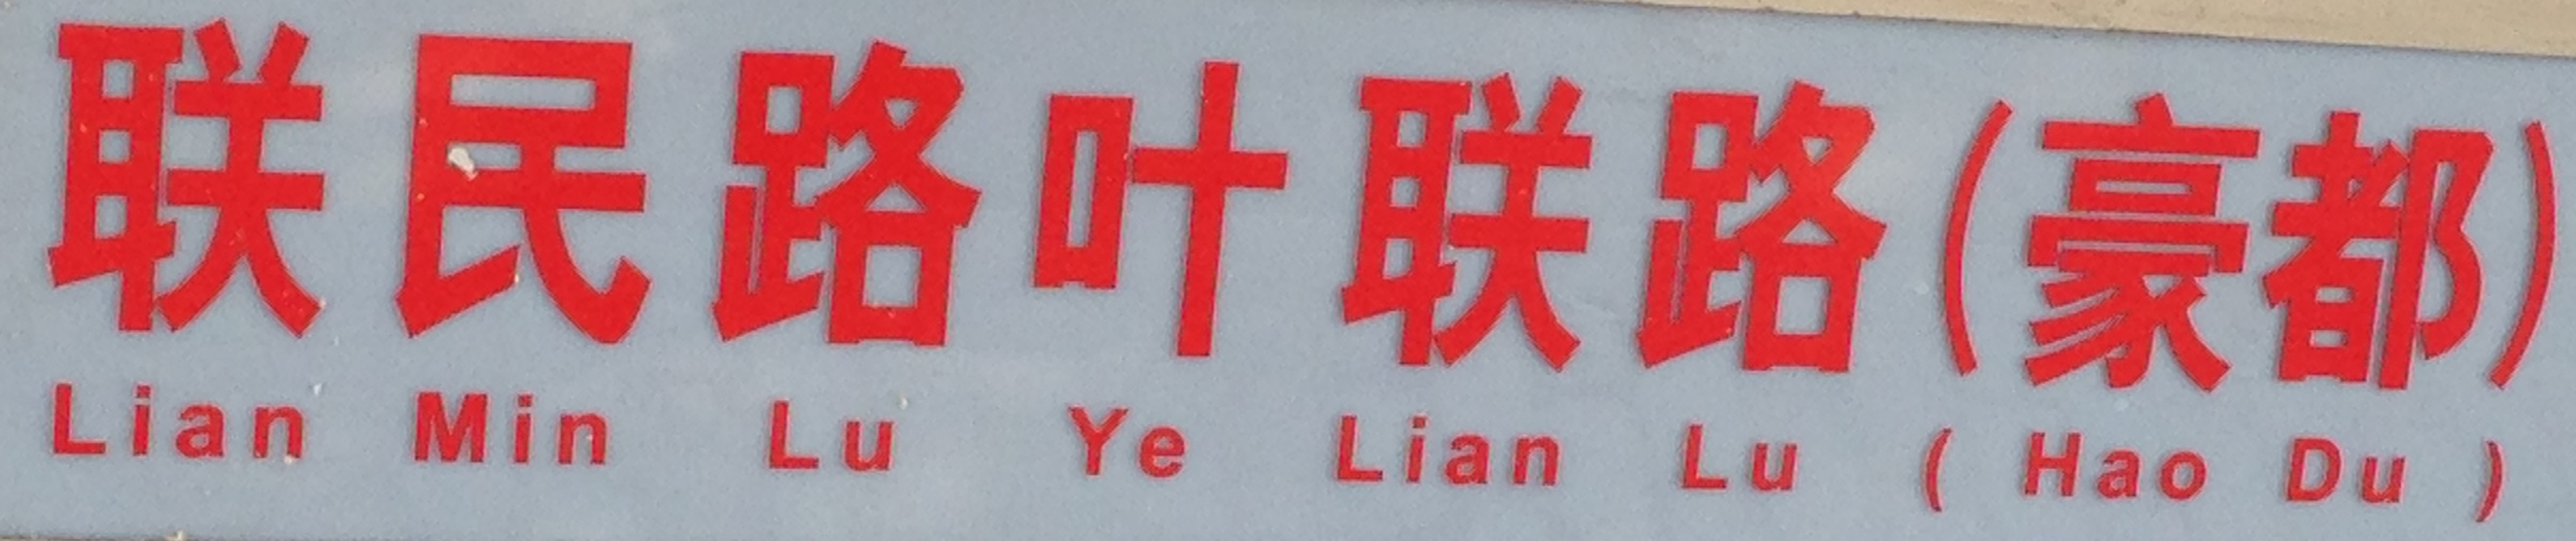 联民路叶联路(豪都)
Lian Min Lu Ye Lian Lu ( Hao Du )